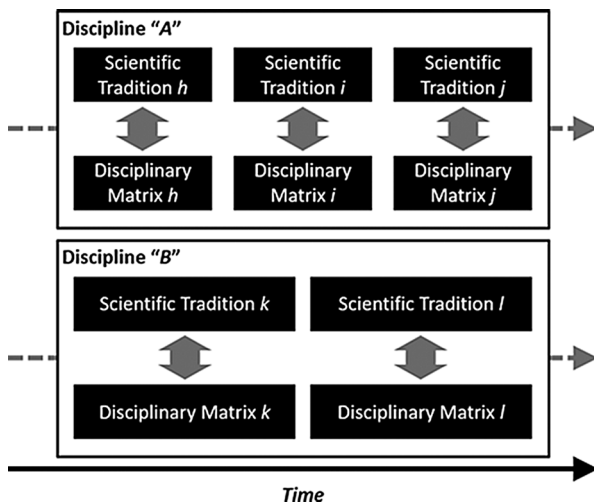 Discipline "A"
Scientific
Tradition h
Scientific
Tradition i
Scientific
Tradition j
Disciplinary
Matrix h
Disciplinary
Matrix i
Disciplinary
Matrix j
Discipline "B"
Scientific Tradition k
Scientific Tradition l
Disciplinary Matrix k
Disciplinary Matrix l
Time